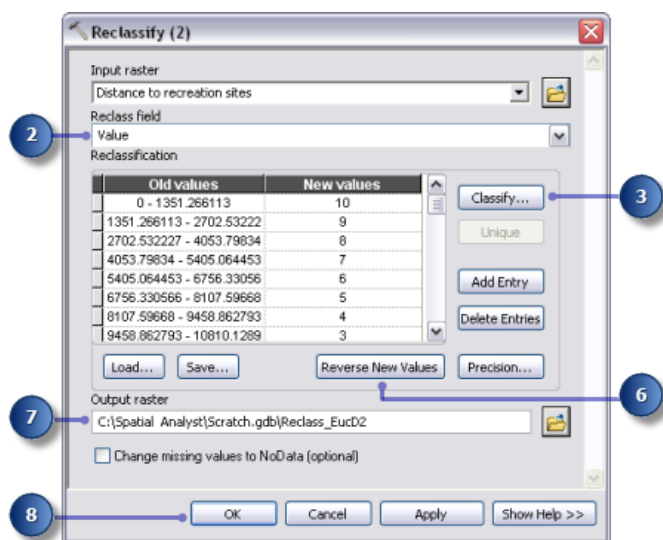 Reclassify (2)
Input raster
Distance to recreation sites
2
Reclass field
Value
Reclassification
Old values New values
0 - 1351.266113 10
1351.266113 - 2702.53222 9
2702.532227 - 4053.79834 8
4053.79834 - 5405.064453 7
5405.064453 - 6756.33056 6
6756.330566 - 8107.59668 5
8107.59668 - 9458.862793 4
9458.862793 - 10810.1289 3
Classify...
3
Unique
Add Entry
Delete Entries
Load... Save... Reverse New Values Precision...
6
Output raster
7
C:\Spatial Analyst\Scratch.gdb\Reclass_EucD2
Change missing values to NoData (optional)
8
OK Cancel Apply Show Help >>